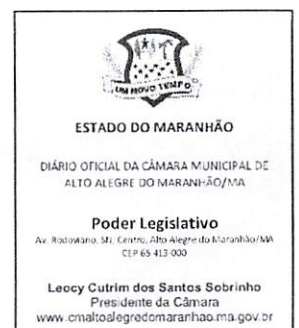 UM NOVO TEMPO
ESTADO DO MARANHÃO
DIÁRIO OFICIAL DA CÂMARA MUNICIPAL DE
ALTO ALEGRE DO MARANHÃO/MA
Poder Legislativo
Av. Rodoviário, SN, Centro, Alto Alegre do Maranhão/MA
CEP 65.413-000
Leocy Cutrim dos Santos Sobrinho
Presidente da Câmara
www.cmaltoalegredomaranhao.ma.gov.br